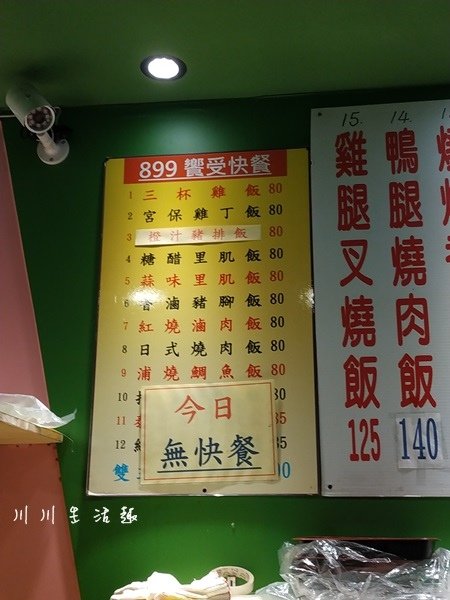 899 饗受快餐
1 三杯雞飯 80
2 宮保雞丁飯 80
3 橙汁豬排飯 80
4 糖醋里肌飯 80
5 蒜味里肌飯 80
6 香滷豬腳飯 80
7 紅燒滷肉飯 80
8 日式燒肉飯 80
9 浦燒鯛魚飯 80
10
11
12
雙
今日
無快餐
15. 雞腿叉燒飯 125
14. 鴨腿燒肉飯 140
川川生活趣